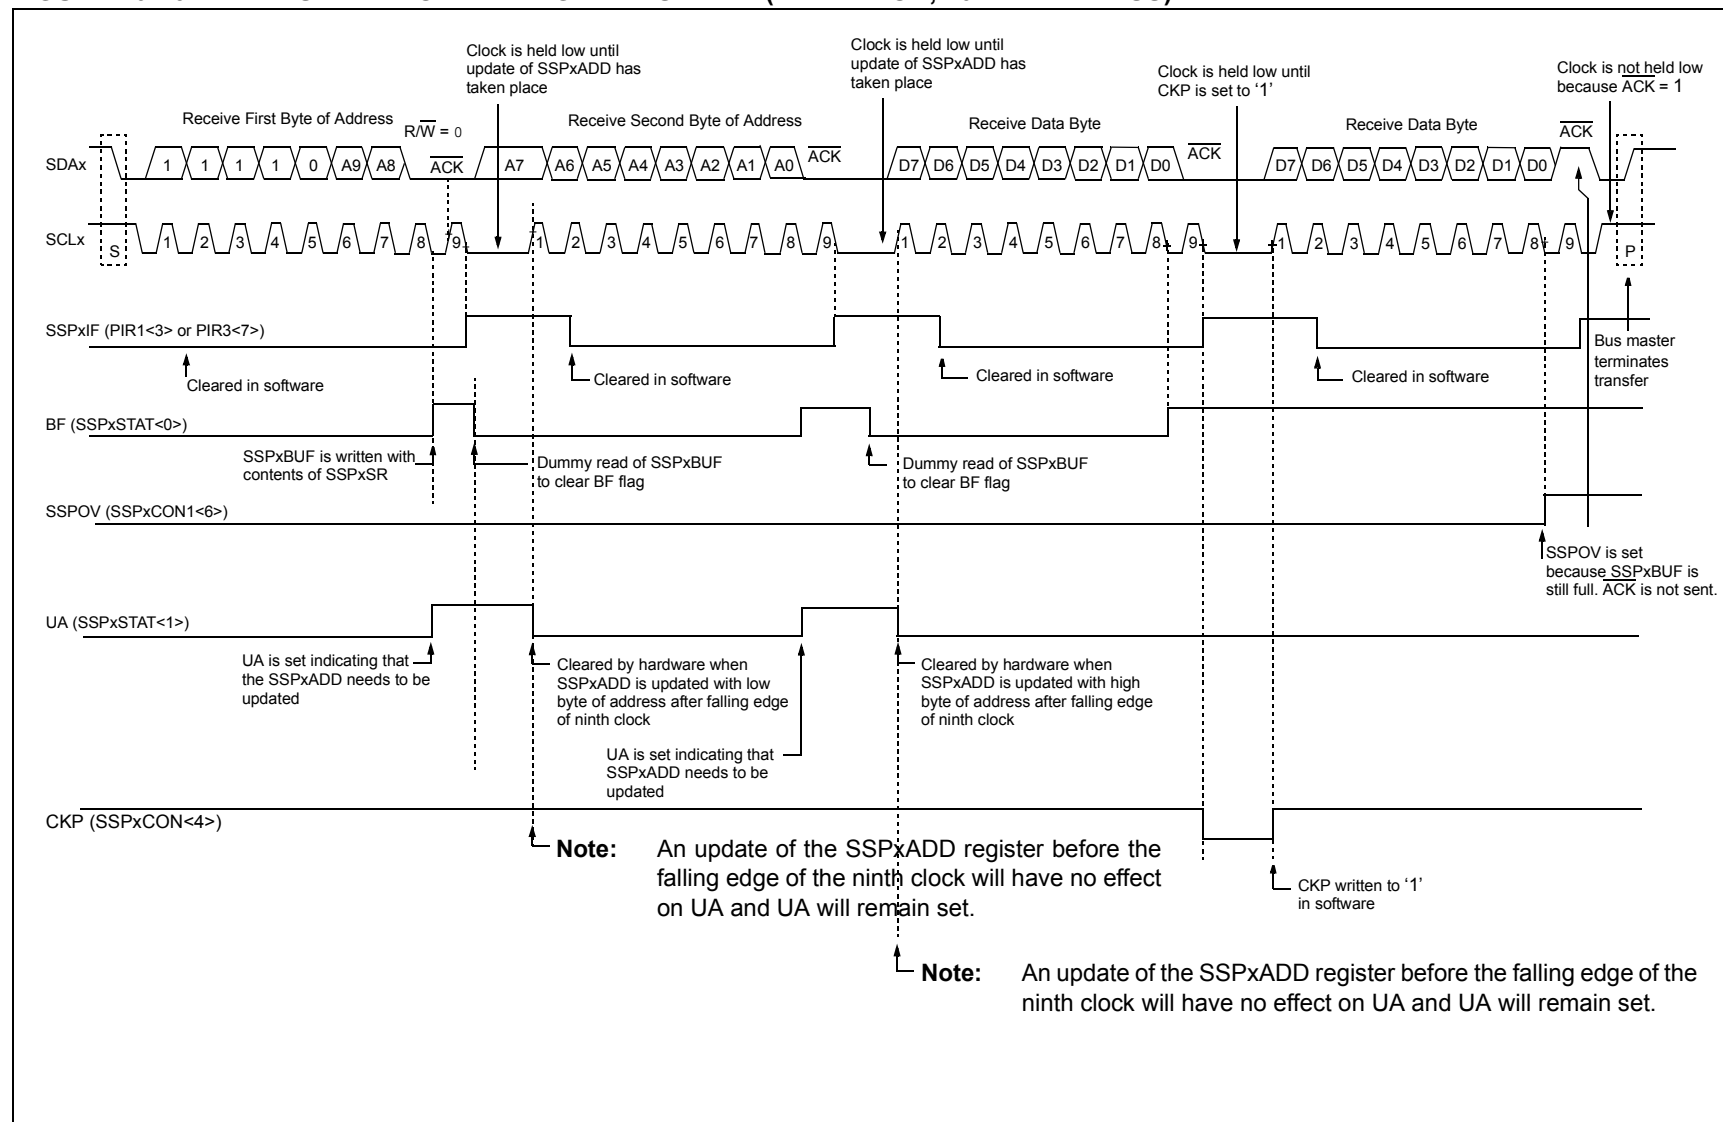 Clock is held low until
update of SSPxADD has
taken place
Clock is held low until
update of SSPxADD has
taken place
Clock is held low until
CKP is set to ‘1’
Clock is not held low
because ACK = 1
Receive First Byte of Address
R/W = 0
Receive Second Byte of Address
Receive Data Byte
Receive Data Byte
SDAx
1 1 1 1 0 A9 A8 ACK A7 A6 A5 A4 A3 A2 A1 A0 ACK D7 D6 D5 D4 D3 D2 D1 D0 ACK D7 D6 D5 D4 D3 D2 D1 D0 ACK
SCLx
S 1 2 3 4 5 6 7 8 9 1 2 3 4 5 6 7 8 9 1 2 3 4 5 6 7 8 9 1 2 3 4 5 6 7 8 9 P
SSPxIF (PIR1<3> or PIR3<7>)
Cleared in software
Cleared in software
Cleared in software
Cleared in software
Bus master
terminates
transfer
BF (SSPxSTAT<0>)
SSPxBUF is written with
contents of SSPxSR
Dummy read of SSPxBUF
to clear BF flag
Dummy read of SSPxBUF
to clear BF flag
SSPOV (SSPxCON1<6>)
SSPOV is set
because SSPxBUF is
still full. ACK is not sent.
UA (SSPxSTAT<1>)
UA is set indicating that
the SSPxADD needs to be
updated
Cleared by hardware when
SSPxADD is updated with low
byte of address after falling edge
of ninth clock
UA is set indicating that
SSPxADD needs to be
updated
Cleared by hardware when
SSPxADD is updated with high
byte of address after falling edge
of ninth clock
CKP (SSPxCON<4>)
Note: An update of the SSPxADD register before the
falling edge of the ninth clock will have no effect
on UA and UA will remain set.
CKP written to ‘1’
in software
Note: An update of the SSPxADD register before the falling edge of the
ninth clock will have no effect on UA and UA will remain set.